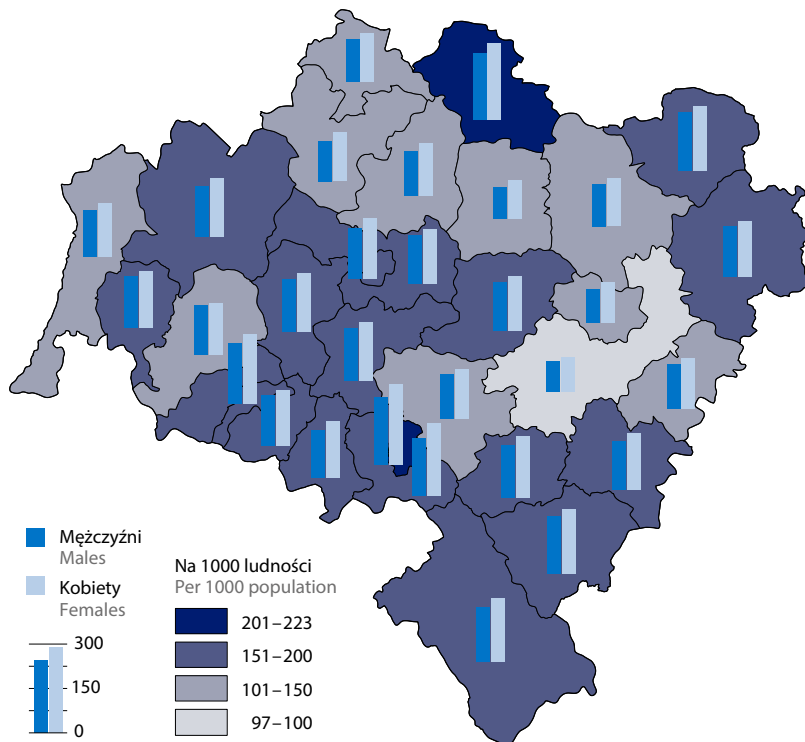 Mężczyźni
Males
Kobiety
Females
300
150
0
Na 1000 ludności
Per 1000 population
201–223
151–200
101–150
97–100